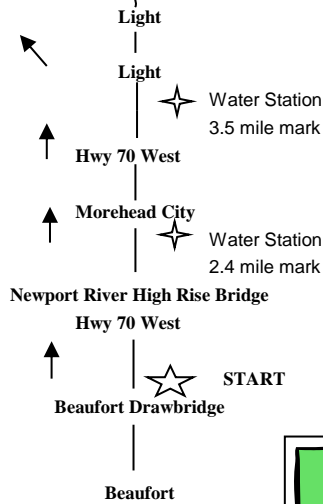 Light
Light
Water Station
3.5 mile mark
Hwy 70 West
Morehead City
Water Station
2.4 mile mark
Newport River High Rise Bridge
Hwy 70 West
START
Beaufort Drawbridge
Beaufort